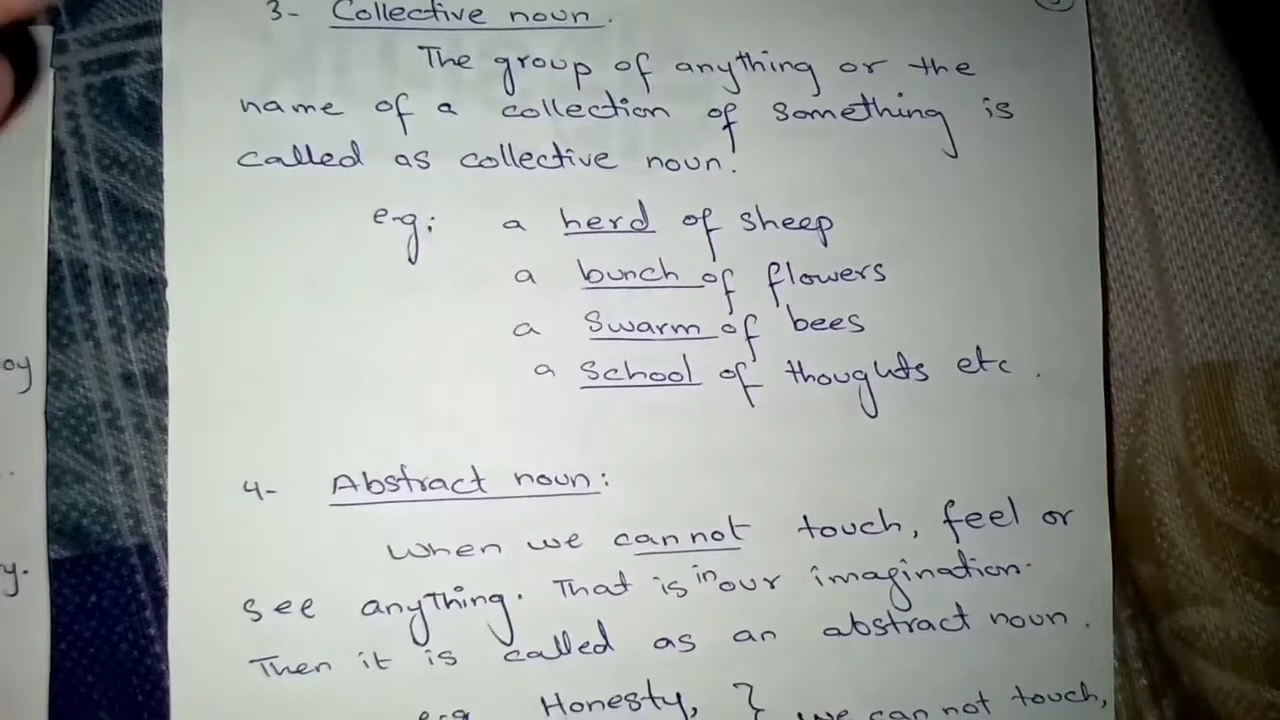 3- Collective noun.
The group of anything or the
name of a collection of something is
called as collective noun.
e.g: a herd of sheep
a bunch of flowers
a swarm of bees
a school of thoughts etc.
4- Abstract noun:
When we cannot touch, feel or
see anything. That is in our imagination.
Then it is called as an abstract noun.
e.g Honesty, } we can not touch,
oy
y.